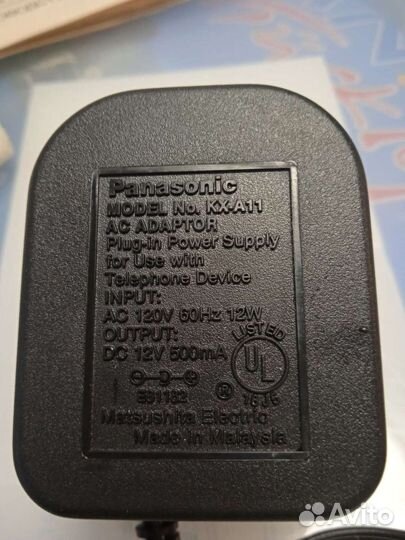 Panasonic
MODEL No. KX-A11
AC ADAPTOR
Plug-In Power Supply
for Use with
Telephone Device
INPUT:
AC 120V 60Hz 12W
OUTPUT:
DC 12V 500mA
LISTED
UL
®
E91182
Matsushita Electric
Made in Malaysia
Avito